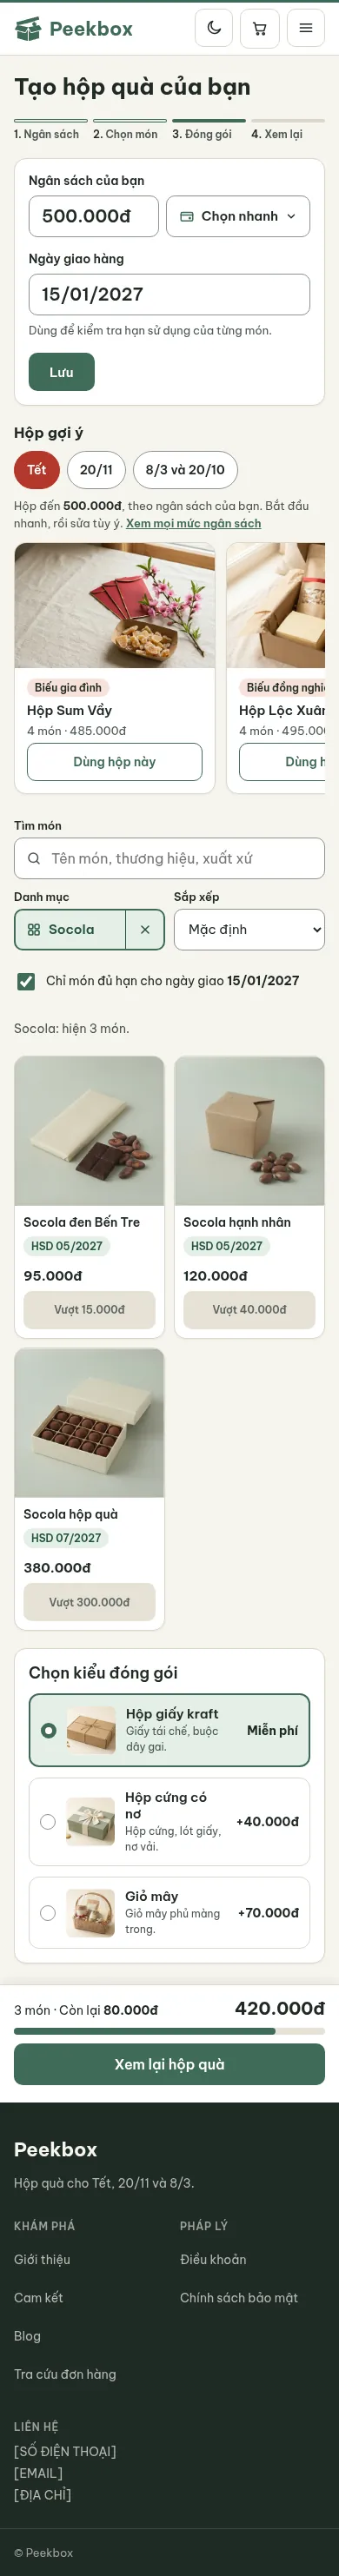 Peekbox
Tạo hộp quà của bạn
1. Ngân sách
2. Chọn món
3. Đóng gói
4. Xem lại
Ngân sách của bạn
500.000đ
Chọn nhanh
Ngày giao hàng
15/01/2027
Dùng để kiểm tra hạn sử dụng của từng món.
Lưu
Hộp gợi ý
Tết
20/11
8/3 và 20/10
Hộp đến 500.000đ, theo ngân sách của bạn. Bắt đầu
nhanh, rồi sửa tùy ý. Xem mọi mức ngân sách
Biếu gia đình
Hộp Sum Vầy
4 món · 485.000đ
Dùng hộp này
Biếu đồng nghi
Hộp Lộc Xuâ
4 món · 495.00
Dùng h
Tìm món
Tên món, thương hiệu, xuất xứ
Danh mục
Sắp xếp
Socola
Mặc định
Chỉ món đủ hạn cho ngày giao 15/01/2027
Socola: hiện 3 món.
Socola đen Bến Tre
HSD 05/2027
95.000đ
Vượt 15.000đ
Socola hạnh nhân
HSD 05/2027
120.000đ
Vượt 40.000đ
Socola hộp quà
HSD 07/2027
380.000đ
Vượt 300.000đ
Chọn kiểu đóng gói
Hộp giấy kraft
Giấy tái chế, buộc
dây gai.
Miễn phí
Hộp cứng có
nơ
Hộp cứng, lót giấy,
nơ vải.
+40.000đ
Giỏ mây
Giỏ mây phủ màng
trong.
+70.000đ
3 món · Còn lại 80.000đ
420.000đ
Xem lại hộp quà
Peekbox
Hộp quà cho Tết, 20/11 và 8/3.
KHÁM PHÁ
Giới thiệu
Cam kết
Blog
Tra cứu đơn hàng
PHÁP LÝ
Điều khoản
Chính sách bảo mật
LIÊN HỆ
[SỐ ĐIỆN THOẠI]
[EMAIL]
[ĐỊA CHỈ]
© Peekbox